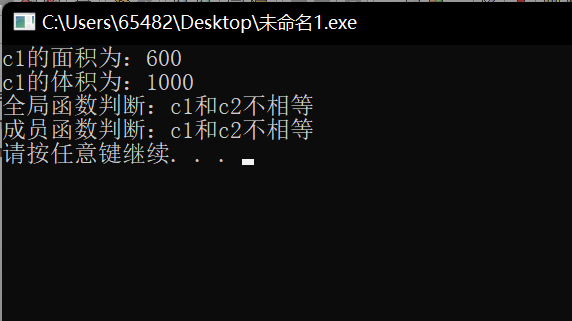 C:\Users\65482\Desktop\未命名1.exe
c1的面积为：600
c1的体积为：1000
全局函数判断：c1和c2不相等
成员函数判断：c1和c2不相等
请按任意键继续. . .